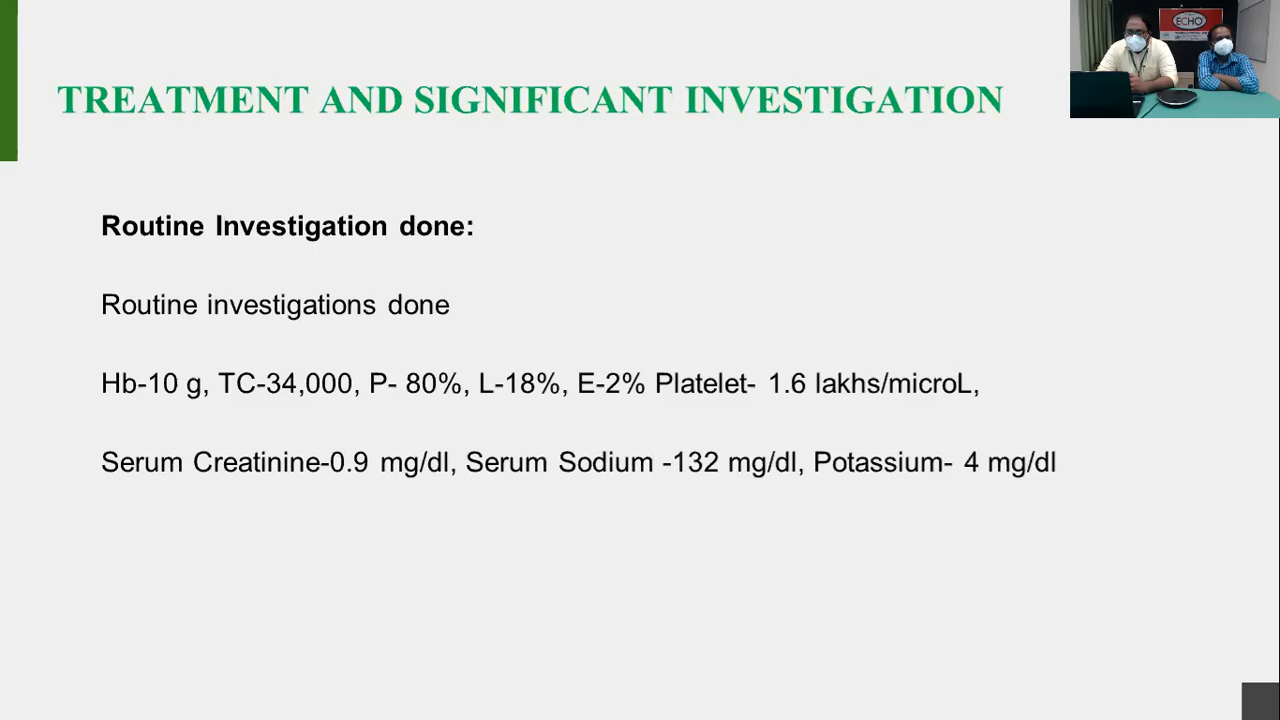 TREATMENT AND SIGNIFICANT INVESTIGATION
ECHO
Routine Investigation done:
Routine investigations done
Hb-10 g, TC-34,000, P- 80%, L-18%, E-2% Platelet- 1.6 lakhs/microL,
Serum Creatinine-0.9 mg/dl, Serum Sodium -132 mg/dl, Potassium- 4 mg/dl